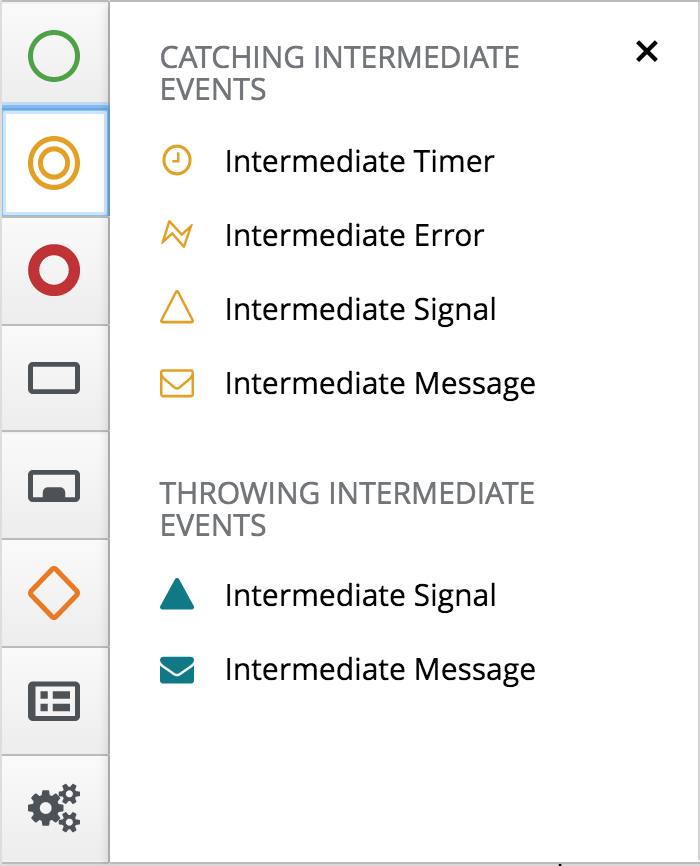 CATCHING INTERMEDIATE
EVENTS
Intermediate Timer
Intermediate Error
Intermediate Signal
Intermediate Message
THROWING INTERMEDIATE
EVENTS
Intermediate Signal
Intermediate Message